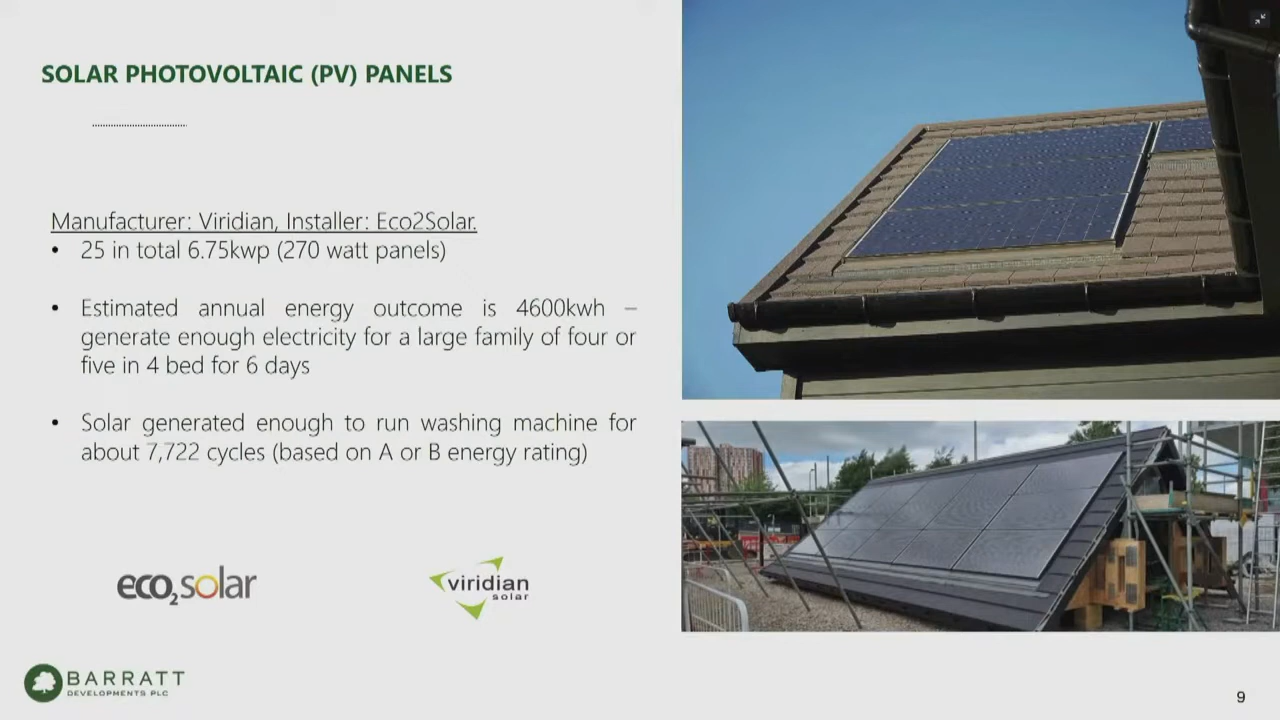 SOLAR PHOTOVOLTAIC (PV) PANELS
Manufacturer: Viridian, Installer: Eco2Solar.
• 25 in total 6.75kwp (270 watt panels)
• Estimated annual energy outcome is 4600kwh –
generate enough electricity for a large family of four or
five in 4 bed for 6 days
• Solar generated enough to run washing machine for
about 7,722 cycles (based on A or B energy rating)
eco2solar
viridian
solar
BARRATT
DEVELOPMENTS PLC
9